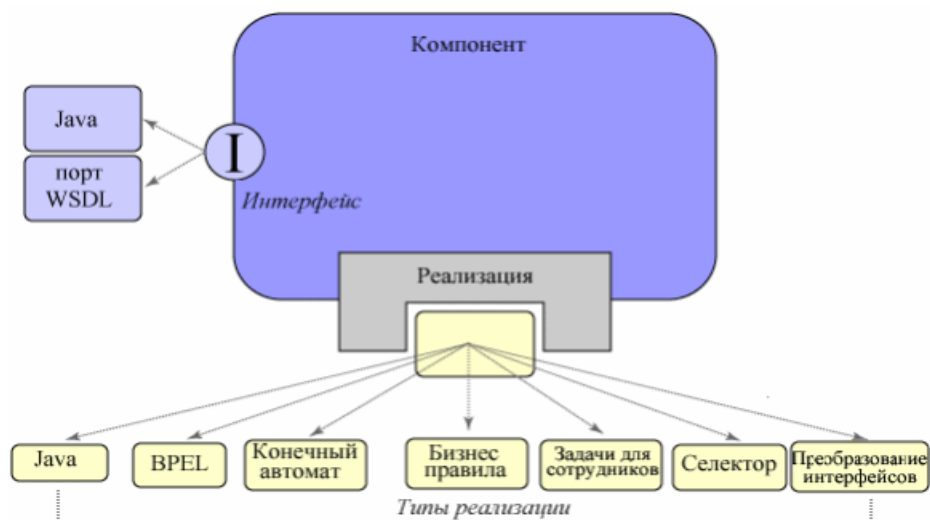 Компонент
Java
порт
WSDL
I
Интерфейс
Реализация
Java
BPEL
Конечный
автомат
Бизнес
правила
Задачи для
сотрудников
Селектор
Преобразование
интерфейсов
Типы реализации